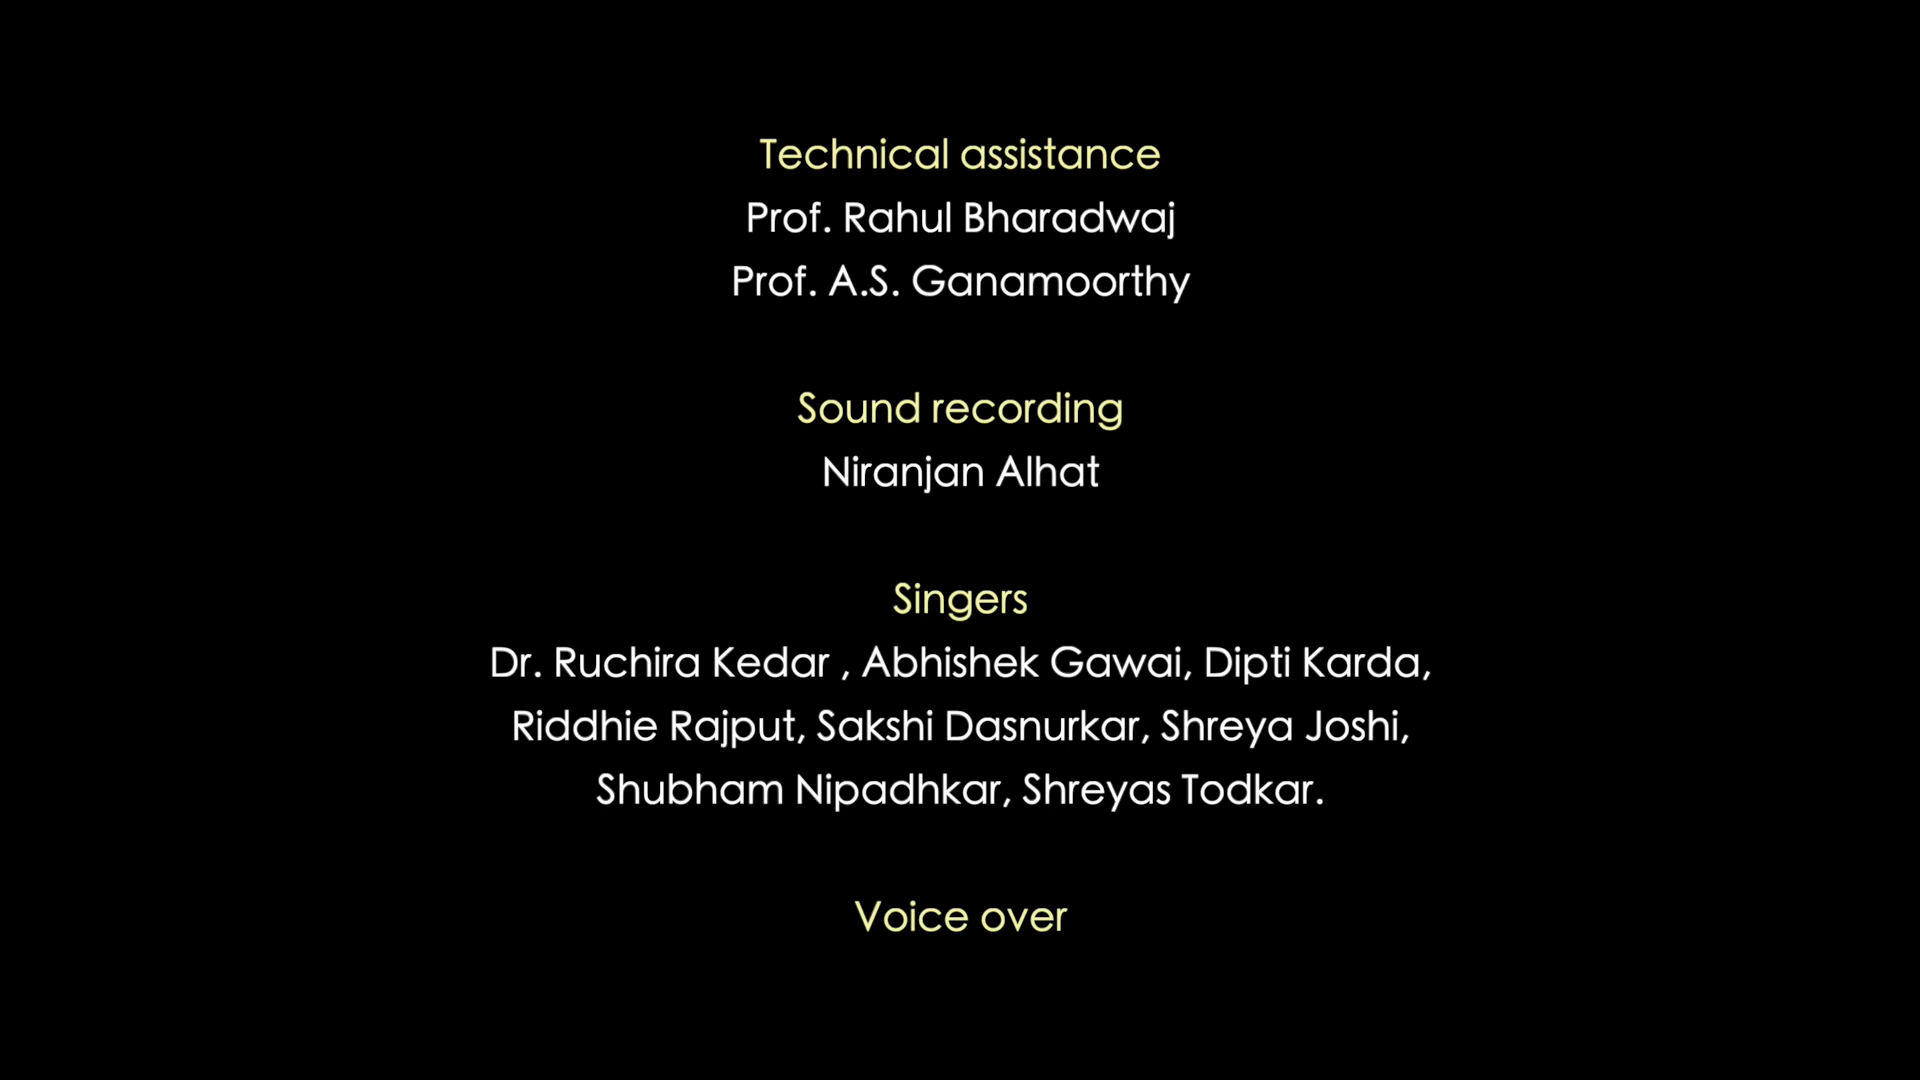 Technical assistance
Prof. Rahul Bharadwaj
Prof. A.S. Ganamoorthy
Sound recording
Niranjan Alhat
Singers
Dr. Ruchira Kedar , Abhishek Gawai, Dipti Karda,
Riddhie Rajput, Sakshi Dasnurkar, Shreya Joshi,
Shubham Nipadhkar, Shreyas Todkar.
Voice over